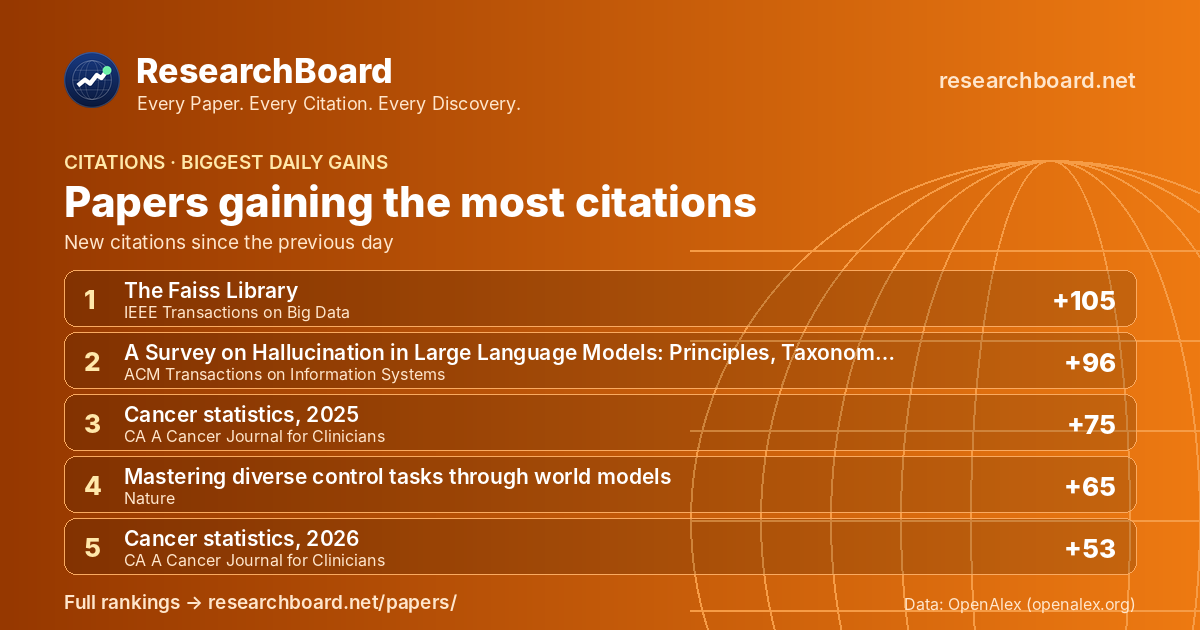 ResearchBoard
Every Paper. Every Citation. Every Discovery.
researchboard.net
CITATIONS · BIGGEST DAILY GAINS
Papers gaining the most citations
New citations since the previous day
1
The Faiss Library
IEEE Transactions on Big Data
+105
2
A Survey on Hallucination in Large Language Models: Principles, Taxonom...
ACM Transactions on Information Systems
+96
3
Cancer statistics, 2025
CA A Cancer Journal for Clinicians
+75
4
Mastering diverse control tasks through world models
Nature
+65
5
Cancer statistics, 2026
CA A Cancer Journal for Clinicians
+53
Full rankings → researchboard.net/papers/
Data: OpenAlex (openalex.org)